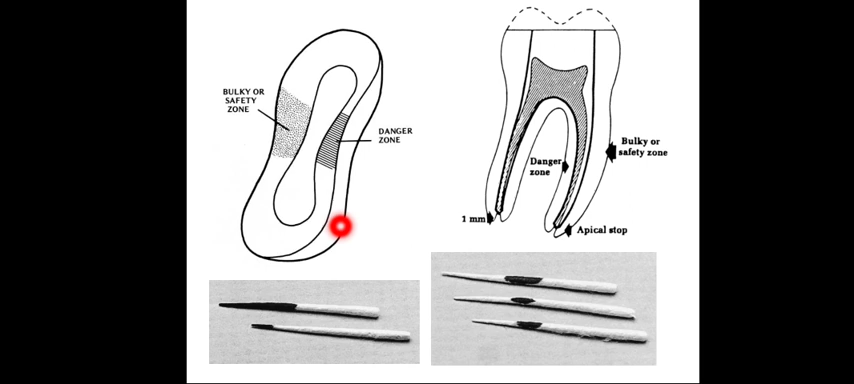 BULKY OR
SAFETY
ZONE
DANGER
ZONE
Danger
zone
Bulky or
safety zone
1 mm
Apical stop